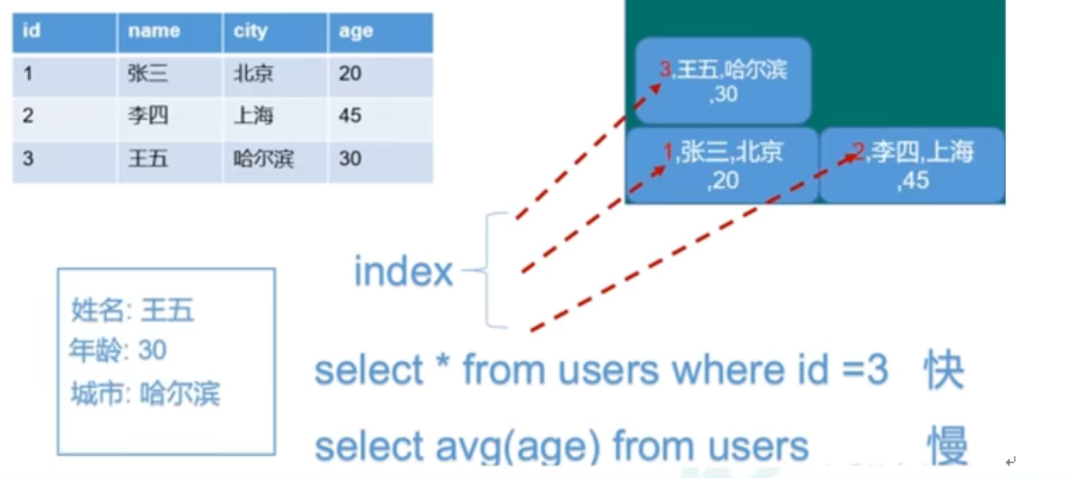 id name city age
1 张三 北京 20
2 李四 上海 45
3 王五 哈尔滨 30
3,王五,哈尔滨
,30
1,张三,北京
,20
2,李四,上海
,45
index
姓名: 王五
年龄: 30
城市: 哈尔滨
select * from users where id =3 快
select avg(age) from users 慢